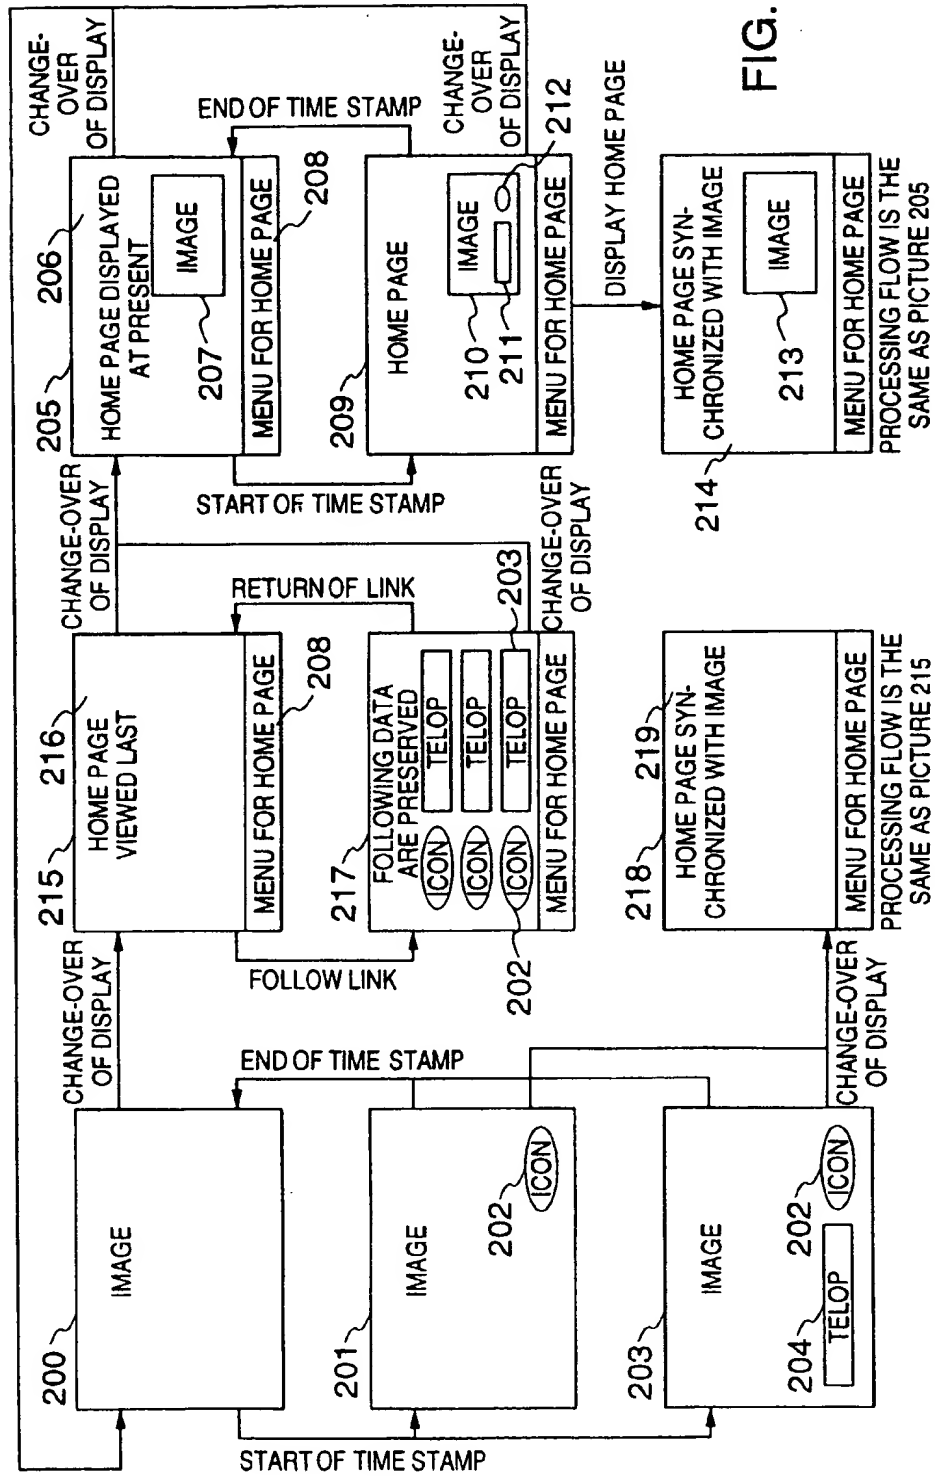 200
IMAGE
START OF TIME STAMP
201
IMAGE
202
ICON
END OF TIME STAMP
203
IMAGE
204
TELOP
202
ICON
CHANGE-OVER
OF DISPLAY
CHANGE-OVER
OF DISPLAY
215
216
HOME PAGE
VIEWED LAST
MENU FOR HOME PAGE
208
FOLLOW LINK
RETURN OF LINK
217
FOLLOWING DATA
ARE PRESERVED
ICON
TELOP
ICON
TELOP
ICON
TELOP
202
203
MENU FOR HOME PAGE
CHANGE-OVER
OF DISPLAY
218
219
HOME PAGE SYN-
CHRONIZED WITH IMAGE
MENU FOR HOME PAGE
PROCESSING FLOW IS THE
SAME AS PICTURE 215
CHANGE-OVER
OF DISPLAY
205
206
HOME PAGE DISPLAYED
AT PRESENT
207
IMAGE
MENU FOR HOME PAGE
208
CHANGE-
OVER
OF DISPLAY
START OF TIME STAMP
END OF TIME STAMP
209
HOME PAGE
IMAGE
210
211
212
MENU FOR HOME PAGE
CHANGE-
OVER
OF DISPLAY
DISPLAY HOME PAGE
214
HOME PAGE SYN-
CHRONIZED WITH IMAGE
IMAGE
213
MENU FOR HOME PAGE
PROCESSING FLOW IS THE
SAME AS PICTURE 205
FIG.